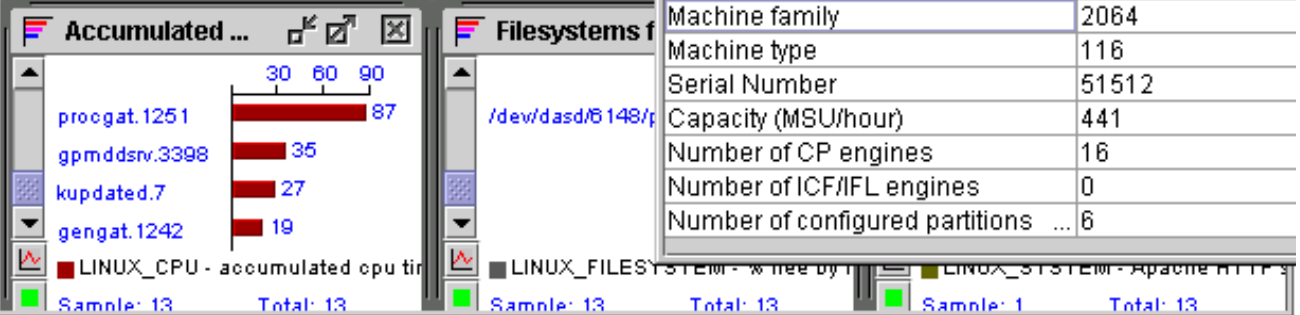 Accumulated ...
30 60 90
procgat.1251 87
gpmddsrv.3398 35
kupdated.7 27
gengat.1242 19
LINUX_CPU - accumulated cpu tim
Sample: 13 Total: 13
Filesystems f
/dev/dasd/6148/p
LINUX_FILESYSTEM - % free by
Sample: 13 Total: 13
Machine family 2064
Machine type 116
Serial Number 51512
Capacity (MSU/hour) 441
Number of CP engines 16
Number of ICF/IFL engines 0
Number of configured partitions ... 6
LINUX_SYSTEM - Apache HTTP s
Sample: 1 Total: 13